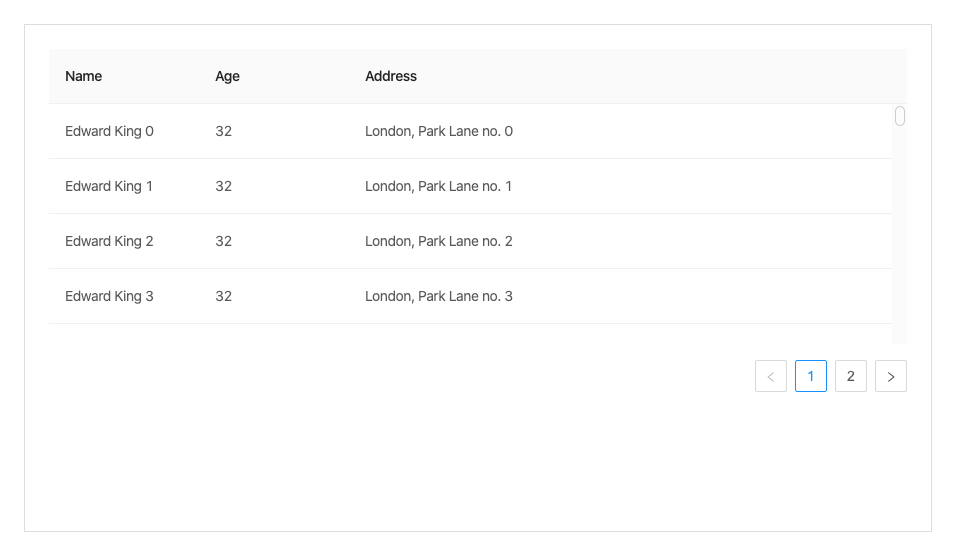 Name Age Address
Edward King 0 32 London, Park Lane no. 0
Edward King 1 32 London, Park Lane no. 1
Edward King 2 32 London, Park Lane no. 2
Edward King 3 32 London, Park Lane no. 3
< 1 2 >